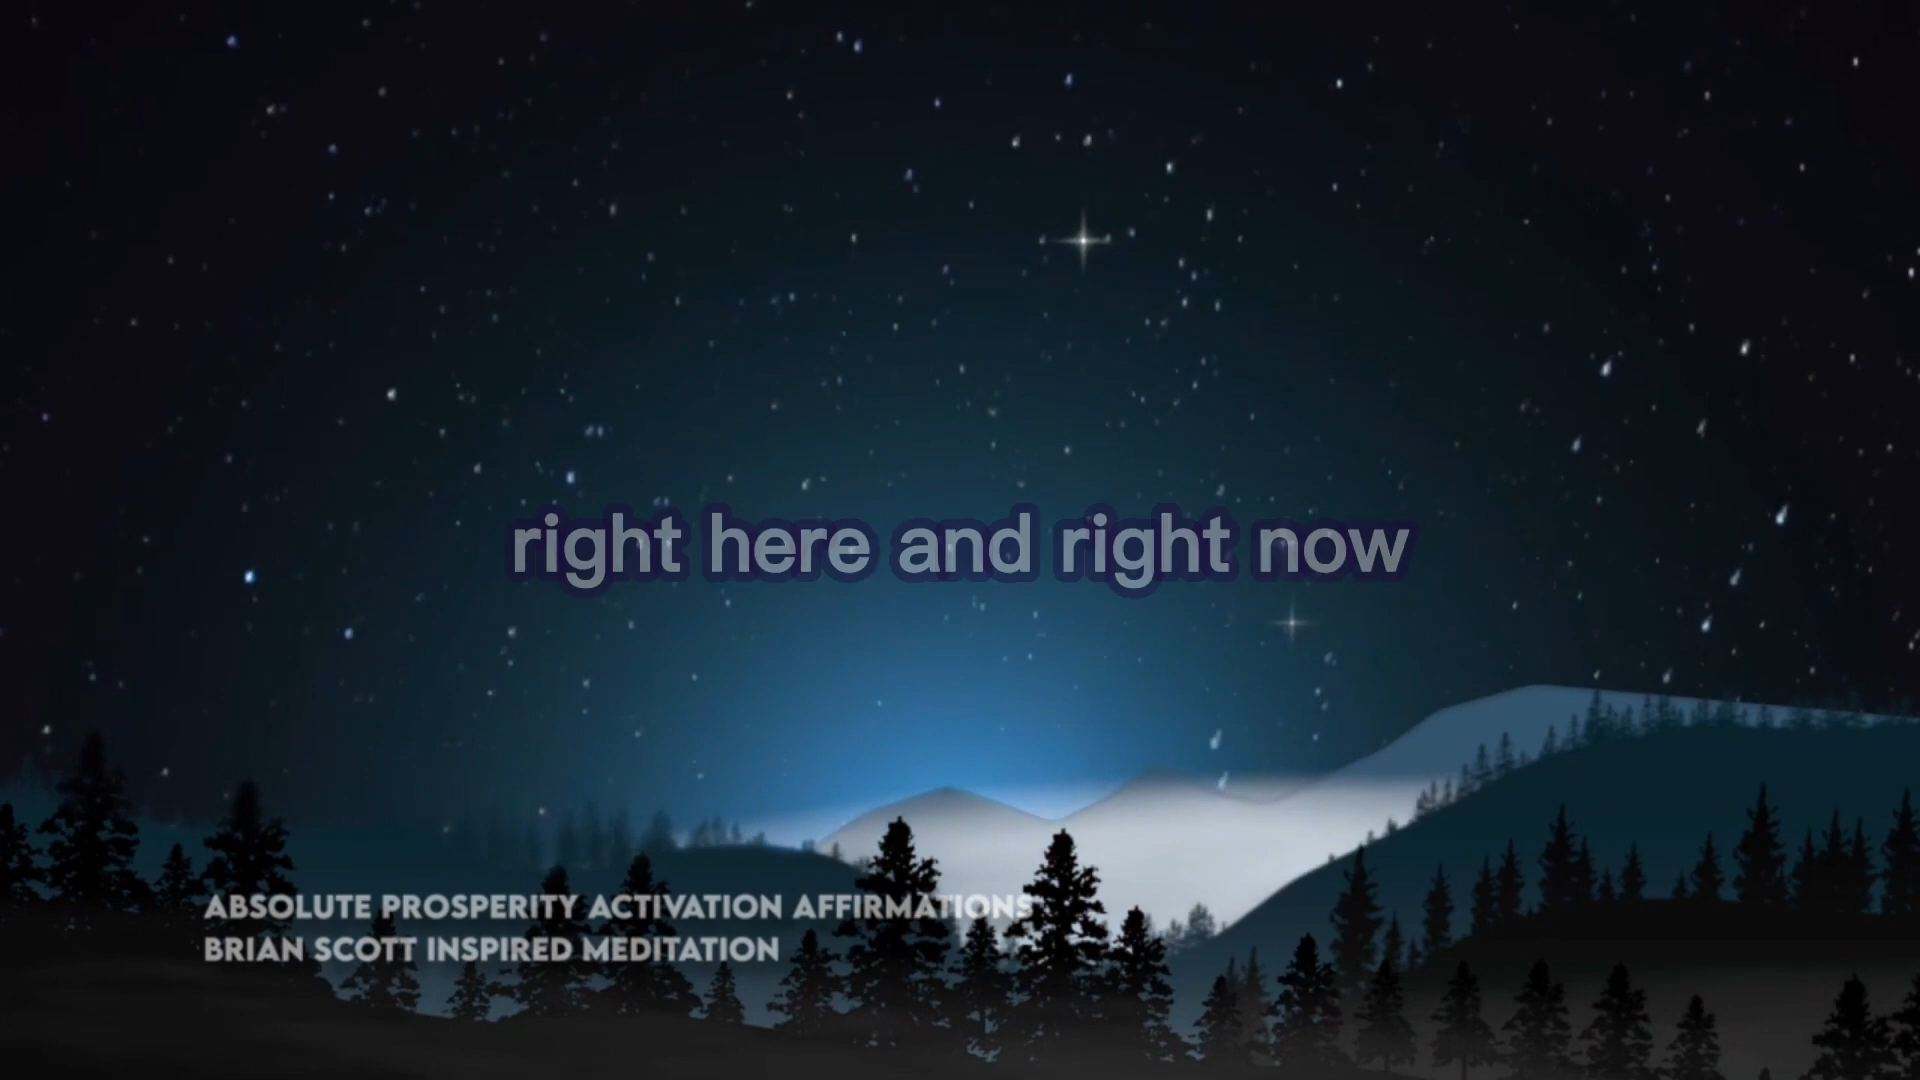 right here and right now
ABSOLUTE PROSPERITY ACTIVATION AFFIRMATIONS
BRIAN SCOTT INSPIRED MEDITATION